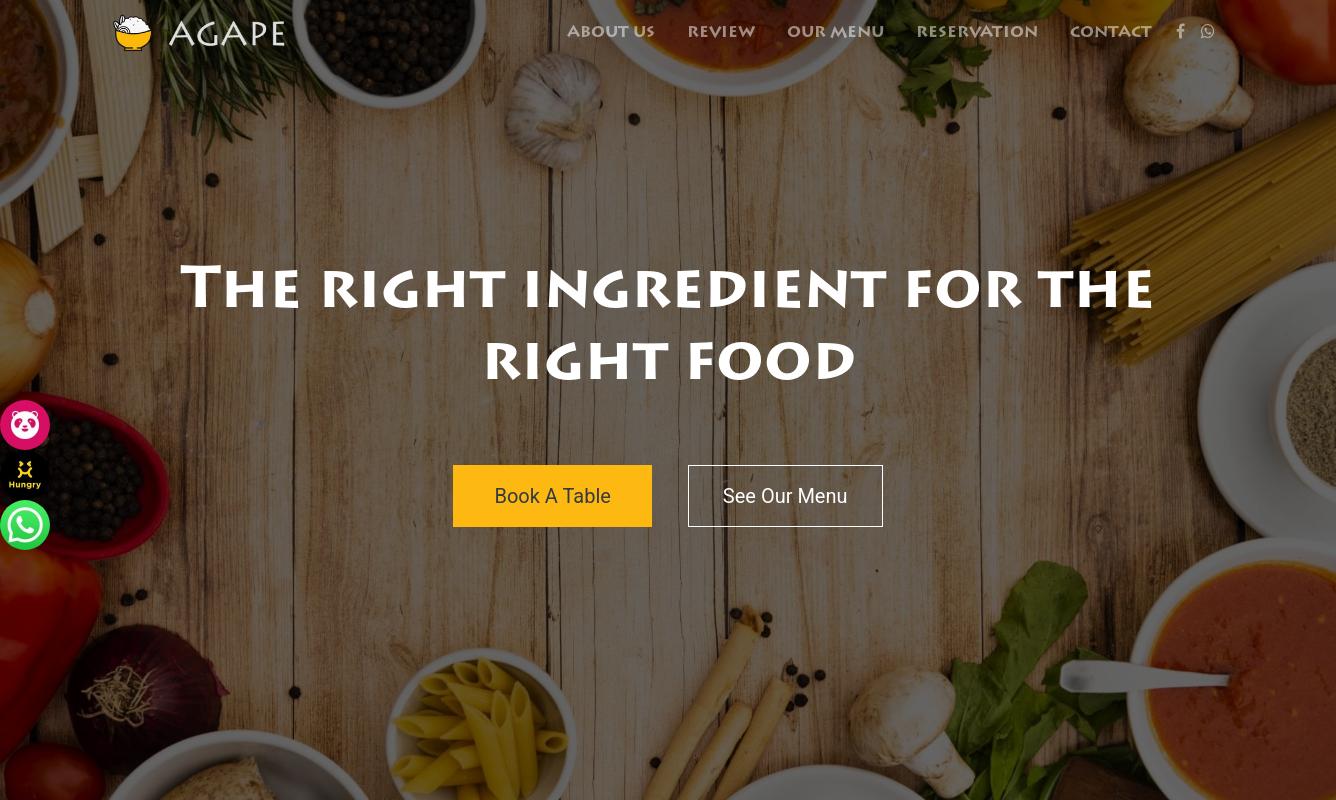 AGAPE
ABOUT US REVIEW OUR MENU RESERVATION CONTACT
THE RIGHT INGREDIENT FOR THE
RIGHT FOOD
Hungry
Book A Table See Our Menu